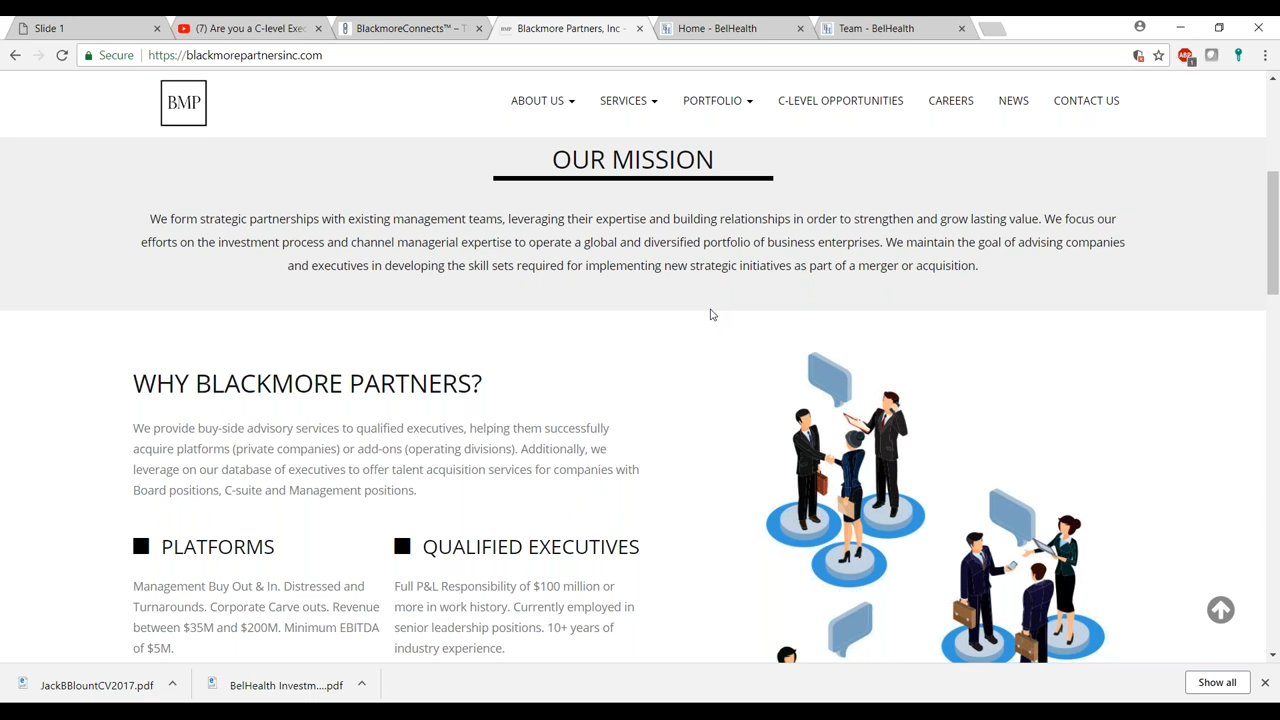 Slide 1
(7) Are you a C-level Exec
BlackmoreConnects™ – T
Blackmore Partners, Inc -
Home - BelHealth
Team - BelHealth
Secure
https://blackmorepartnersinc.com
ABP
1
BMP
ABOUT US
SERVICES
PORTFOLIO
C-LEVEL OPPORTUNITIES
CAREERS
NEWS
CONTACT US
OUR MISSION
We form strategic partnerships with existing management teams, leveraging their expertise and building relationships in order to strengthen and grow lasting value. We focus our
efforts on the investment process and channel managerial expertise to operate a global and diversified portfolio of business enterprises. We maintain the goal of advising companies
and executives in developing the skill sets required for implementing new strategic initiatives as part of a merger or acquisition.
WHY BLACKMORE PARTNERS?
We provide buy-side advisory services to qualified executives, helping them successfully
acquire platforms (private companies) or add-ons (operating divisions). Additionally, we
leverage on our database of executives to offer talent acquisition services for companies with
Board positions, C-suite and Management positions.
PLATFORMS
Management Buy Out & In. Distressed and
Turnarounds. Corporate Carve outs. Revenue
between $35M and $200M. Minimum EBITDA
of $5M.
QUALIFIED EXECUTIVES
Full P&L Responsibility of $100 million or
more in work history. Currently employed in
senior leadership positions. 10+ years of
industry experience.
JackBBlountCV2017.pdf
BelHealth Investm....pdf
Show all